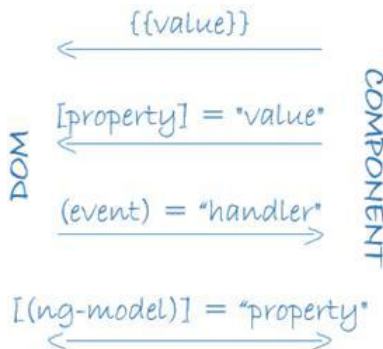 {{value}}
[property] = "value"
DOM
COMPONENT
(event) = "handler"
[(ng-model)] = "property"